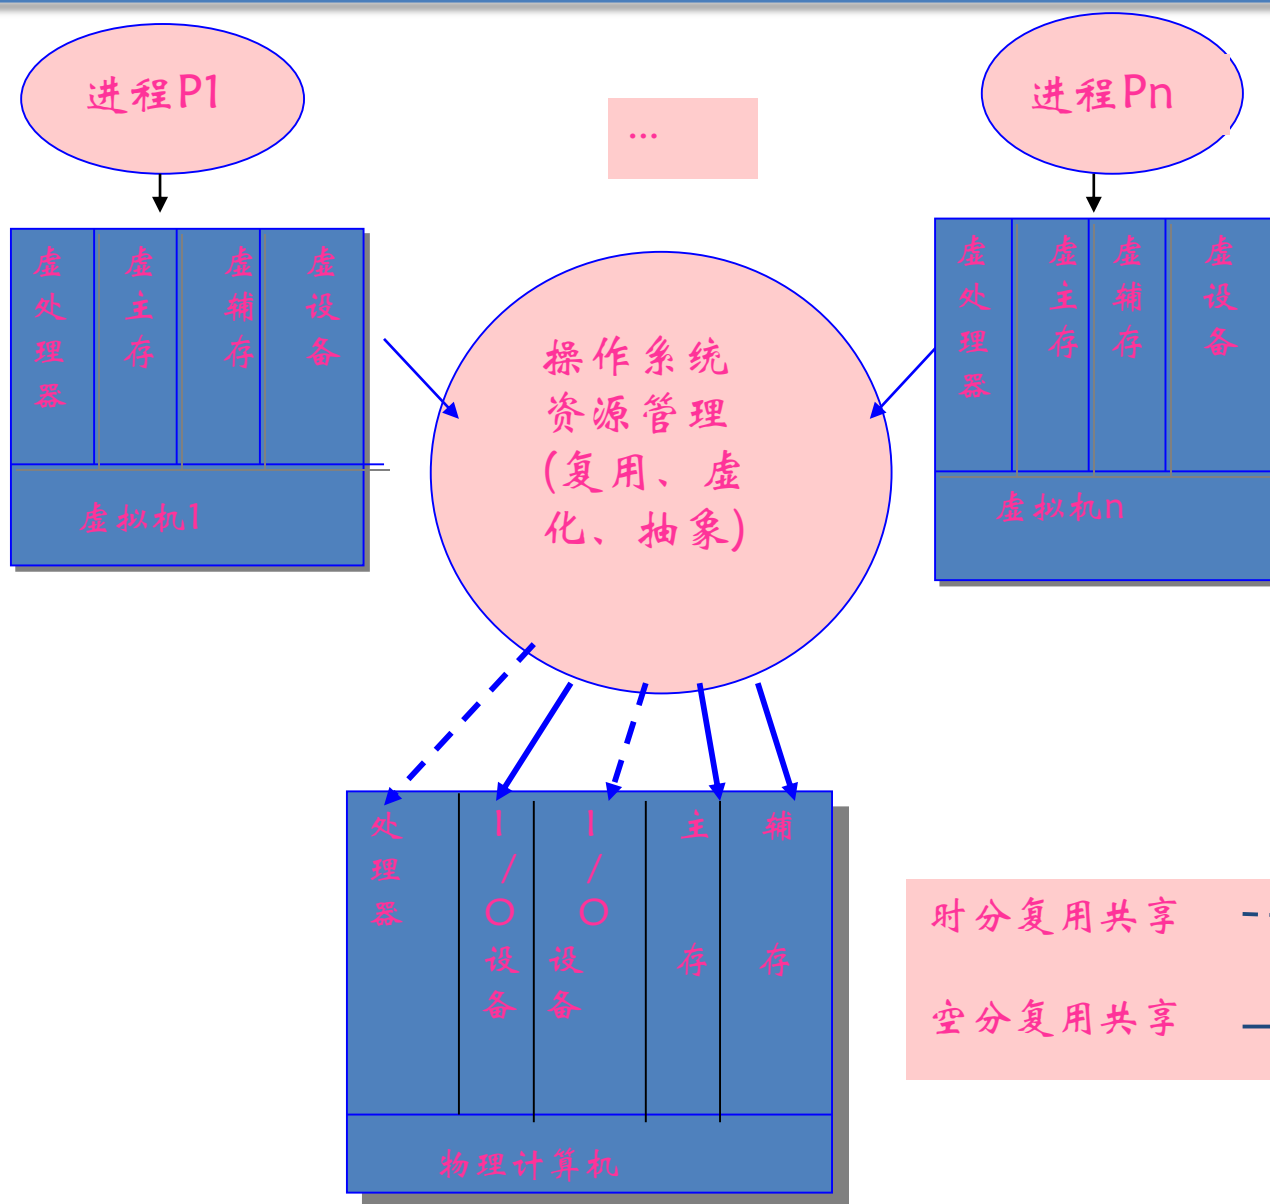 进程P1
...
进程Pn
虚处理器
虚主存
虚辅存
虚设备
虚拟机1
操作系统
资源管理
(复用、虚
化、抽象)
虚处理器
虚主存
虚辅存
虚设备
虚拟机n
处理器
I/O设备
I/O设备
主存
辅存
物理计算机
时分复用共享
空分复用共享